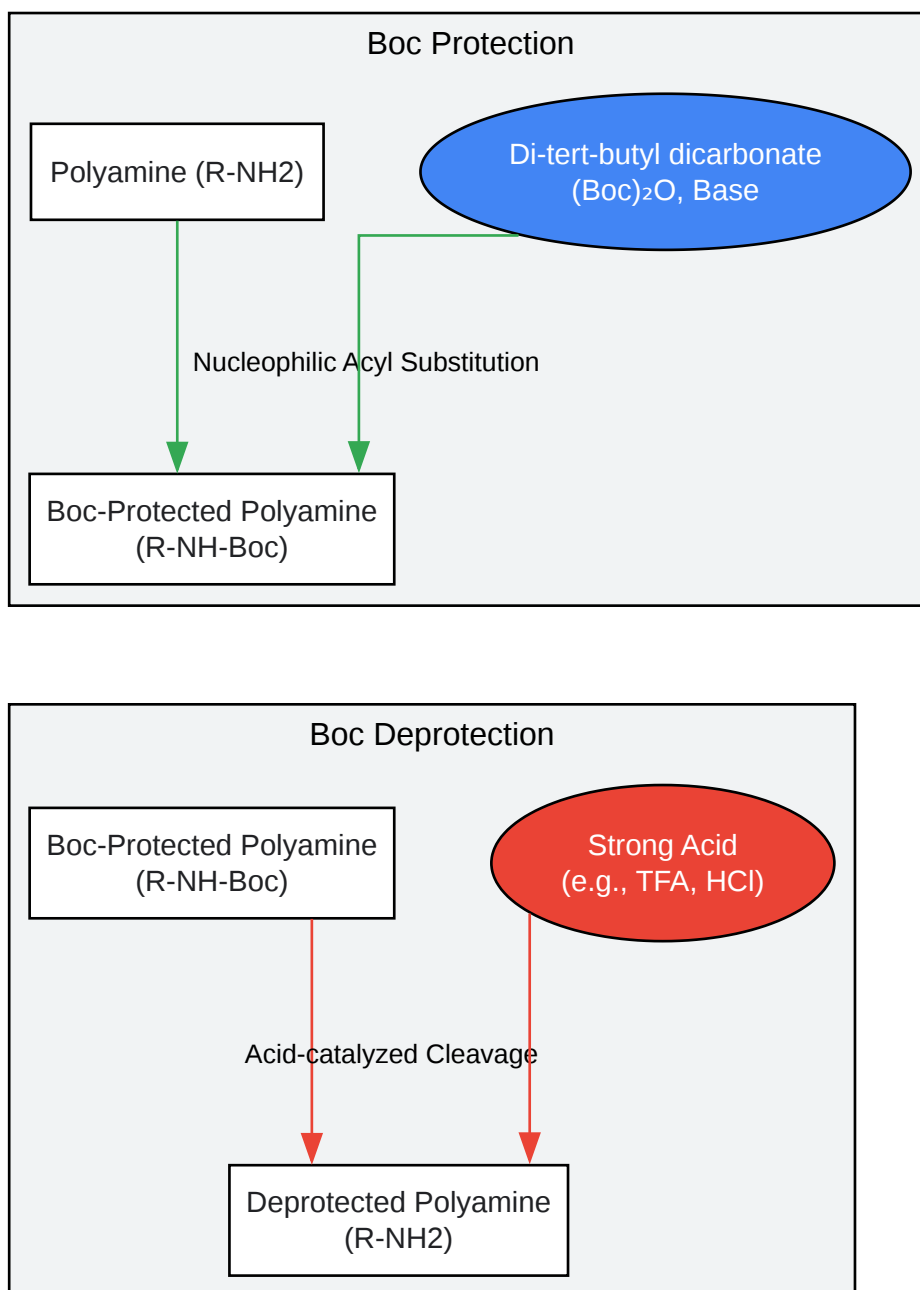 Boc Protection
Polyamine (R-NH2)
Di-tert-butyl dicarbonate
(Boc)₂O, Base
Nucleophilic Acyl Substitution
Boc-Protected Polyamine
(R-NH-Boc)
Boc Deprotection
Boc-Protected Polyamine
(R-NH-Boc)
Strong Acid
(e.g., TFA, HCl)
Acid-catalyzed Cleavage
Deprotected Polyamine
(R-NH2)